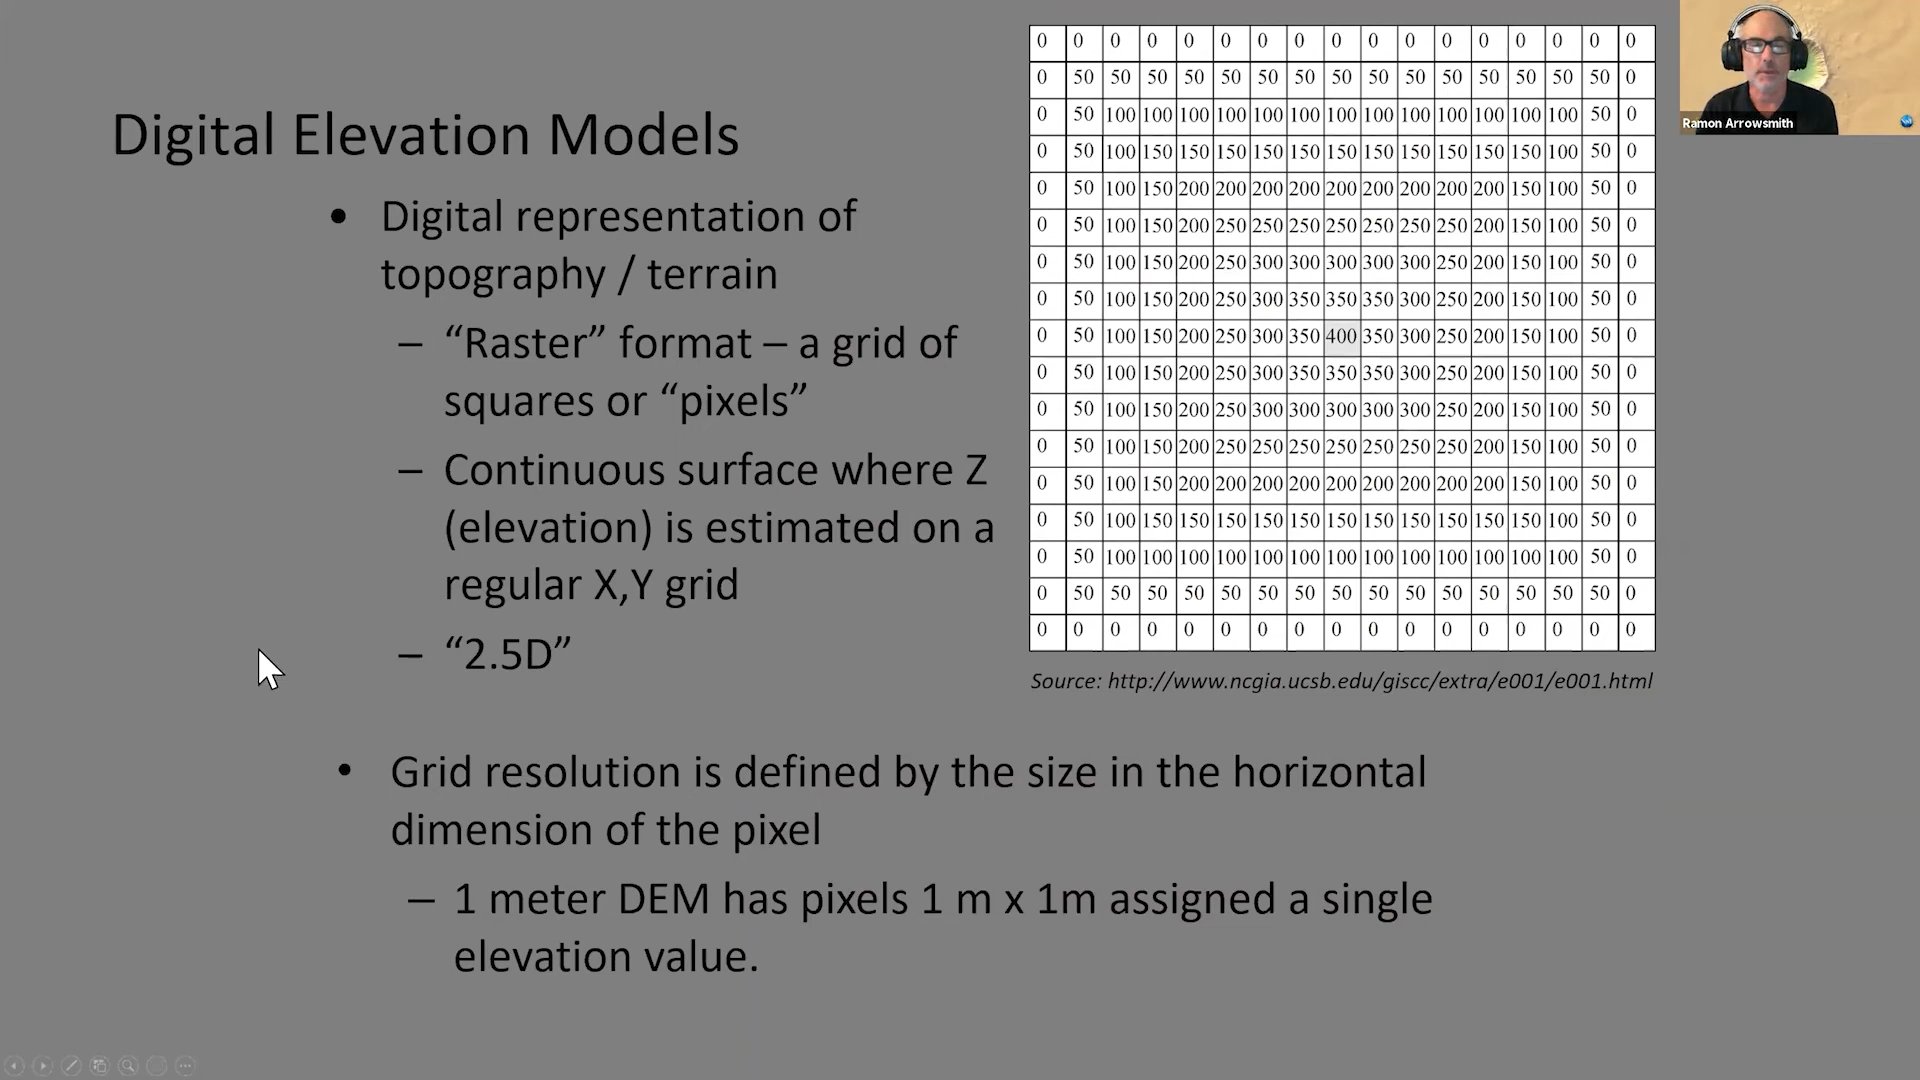 Digital Elevation Models
• Digital representation of
topography / terrain
– “Raster” format – a grid of
squares or “pixels”
– Continuous surface where Z
(elevation) is estimated on a
regular X,Y grid
– “2.5D”
0 0 0 0 0 0 0 0 0 0 0 0 0 0 0 0 0
0 50 50 50 50 50 50 50 50 50 50 50 50 50 50 50 0
0 50 100 100 100 100 100 100 100 100 100 100 100 100 100 50 0
0 50 100 150 150 150 150 150 150 150 150 150 150 150 100 50 0
0 50 100 150 200 200 200 200 200 200 200 200 200 150 100 50 0
0 50 100 150 200 250 250 250 250 250 250 250 200 150 100 50 0
0 50 100 150 200 250 300 300 300 300 300 250 200 150 100 50 0
0 50 100 150 200 250 300 350 350 350 300 250 200 150 100 50 0
0 50 100 150 200 250 300 350 400 350 300 250 200 150 100 50 0
0 50 100 150 200 250 300 350 350 350 300 250 200 150 100 50 0
0 50 100 150 200 250 300 300 300 300 300 250 200 150 100 50 0
0 50 100 150 200 250 250 250 250 250 250 250 200 150 100 50 0
0 50 100 150 200 200 200 200 200 200 200 200 200 150 100 50 0
0 50 100 150 150 150 150 150 150 150 150 150 150 150 100 50 0
0 50 100 100 100 100 100 100 100 100 100 100 100 100 100 50 0
0 50 50 50 50 50 50 50 50 50 50 50 50 50 50 50 0
0 0 0 0 0 0 0 0 0 0 0 0 0 0 0 0 0
Source: http://www.ncgia.ucsb.edu/giscc/extra/e001/e001.html
• Grid resolution is defined by the size in the horizontal
dimension of the pixel
– 1 meter DEM has pixels 1 m x 1m assigned a single
elevation value.
Ramon Arrowsmith